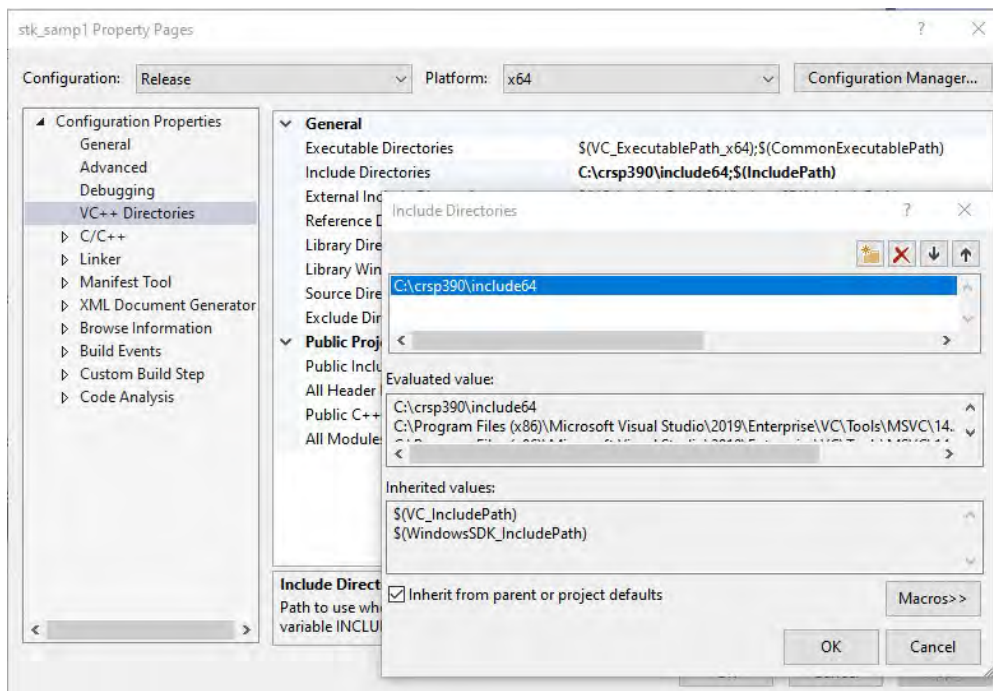 stk_samp1 Property Pages
? ×
Configuration: Release Platform: x64 Configuration Manager...
Configuration Properties
General
Advanced
Debugging
VC++ Directories
C/C++
Linker
Manifest Tool
XML Document Generator
Browse Information
Build Events
Custom Build Step
Code Analysis
General
Executable Directories $(VC_ExecutablePath_x64);$(CommonExecutablePath)
Include Directories C:\crsp390\include64;$(IncludePath)
External Inc
Reference D
Library Dire
Library Win
Source Dire
Exclude Dir
Public Proj
Public Inclu
All Header
Public C++
All Modules
Include Direct
Path to use wh
variable INCLU
Include Directories
? ×
C:\crsp390\include64
Evaluated value:
C:\crsp390\include64
C:\Program Files (x86)\Microsoft Visual Studio\2019\Enterprise\VC\Tools\MSVC\14.
Inherited values:
$(VC_IncludePath)
$(WindowsSDK_IncludePath)
Inherit from parent or project defaults
Macros>>
OK Cancel